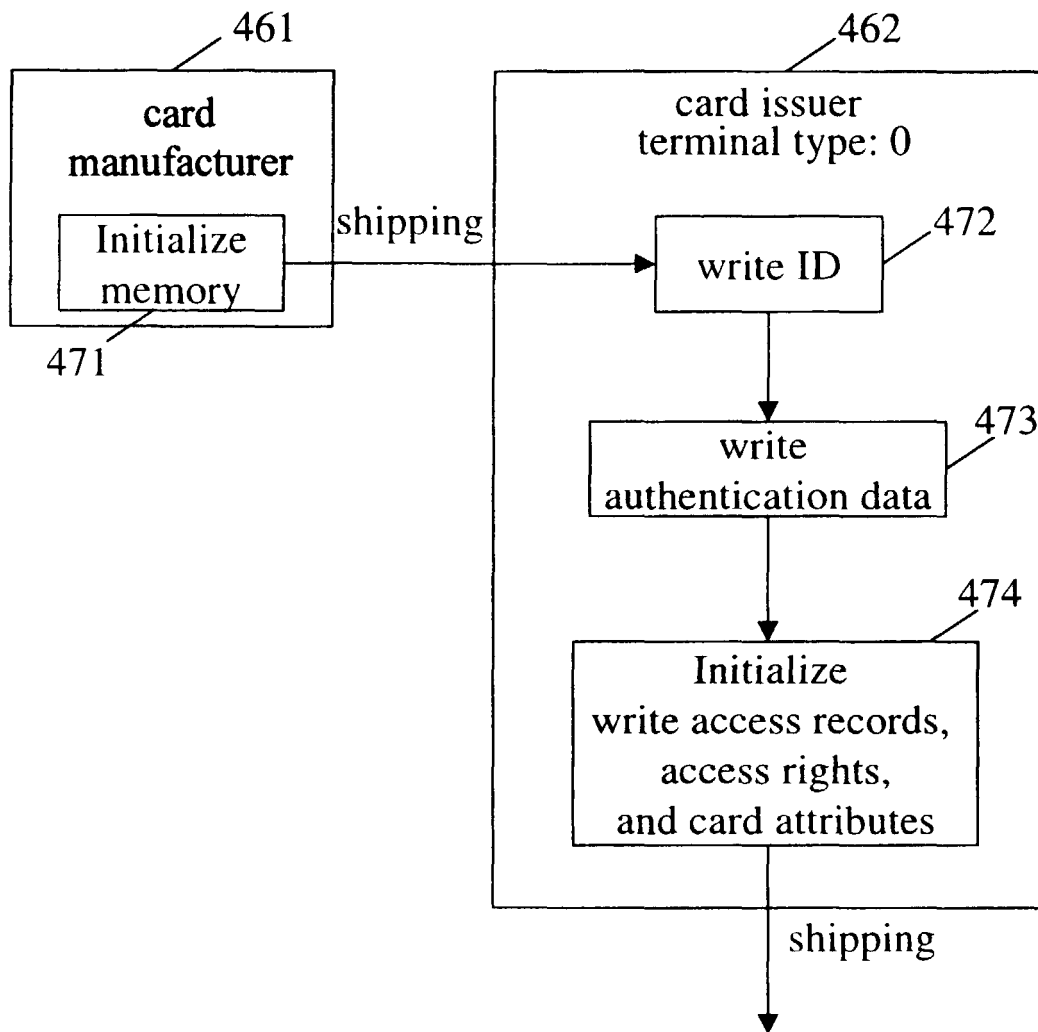 461
462
card
manufacturer
Initialize
memory
471
shipping
card issuer
terminal type: 0
write ID
472
write
authentication data
473
474
Initialize
write access records,
access rights,
and card attributes
shipping